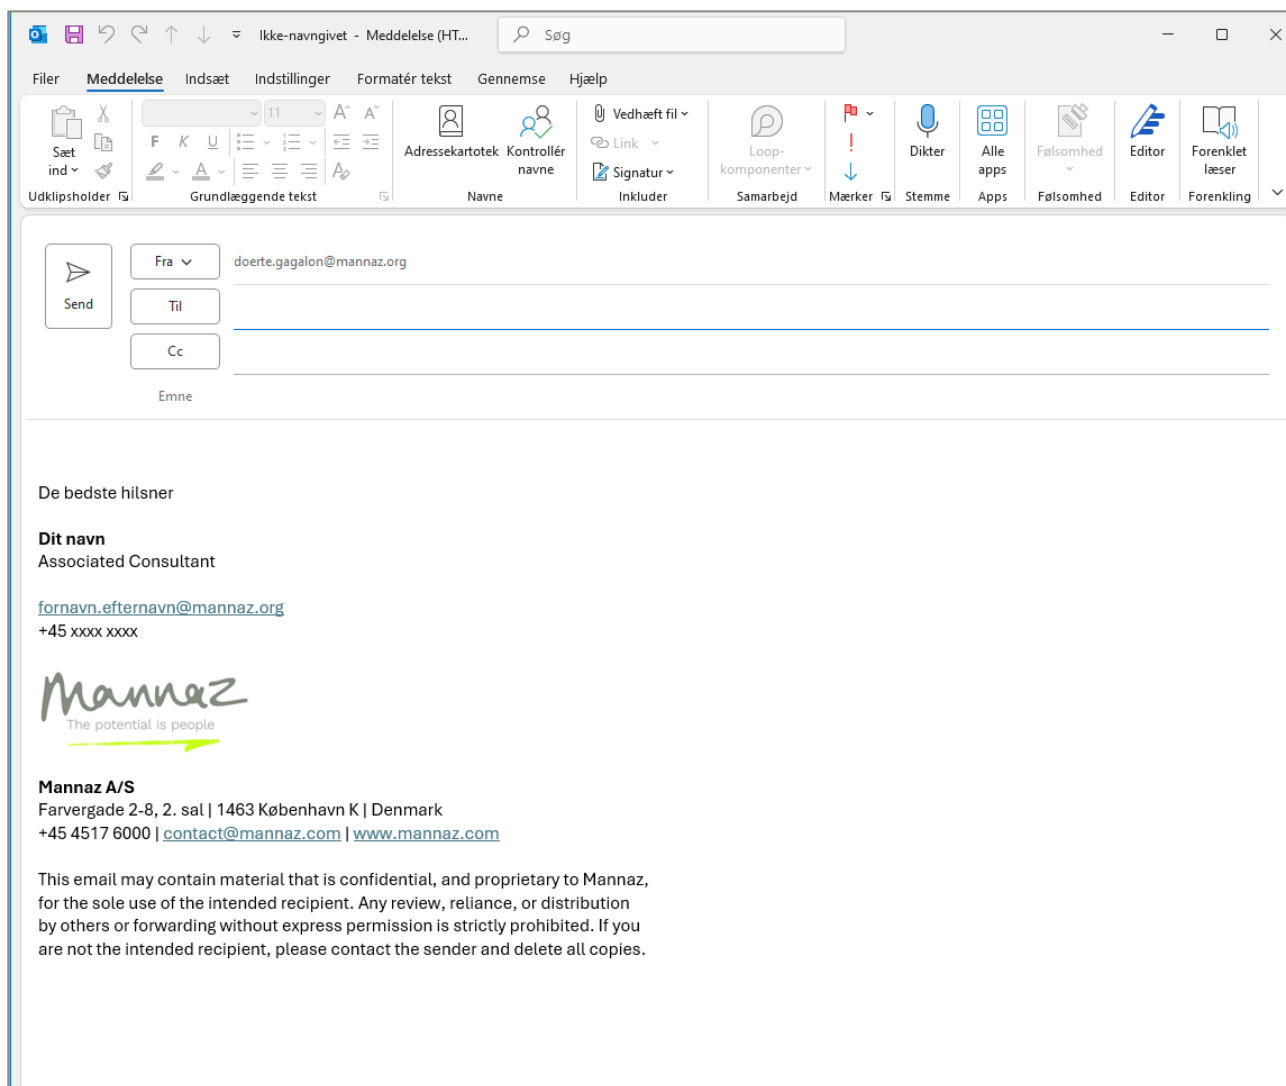 Ikke-navngivet - Meddelelse (HT...
Søg
Filer Meddelelse Indsæt Indstillinger Formatér tekst Gennemse Hjælp
Sæt ind
11
F K U
Adressekartotek
Kontrollér navne
Vedhæft fil
Link
Signatur
Loop-komponenter
Dikter
Alle apps
Følsomhed
Editor
Forenklet læser
Udklipsholder Grundlæggende tekst Navne Inkluder Samarbejd Mærker Stemme Apps Følsomhed Editor Forenkling
Send
Fra doerte.gagalon@mannaz.org
Til
Cc
Emne
De bedste hilsner
Dit navn
Associated Consultant
fornavn.efternavn@mannaz.org
+45 xxxx xxxx
Mannaz
The potential is people
Mannaz A/S
Farvergade 2-8, 2. sal | 1463 København K | Denmark
+45 4517 6000 | contact@mannaz.com | www.mannaz.com
This email may contain material that is confidential, and proprietary to Mannaz,
for the sole use of the intended recipient. Any review, reliance, or distribution
by others or forwarding without express permission is strictly prohibited. If you
are not the intended recipient, please contact the sender and delete all copies.